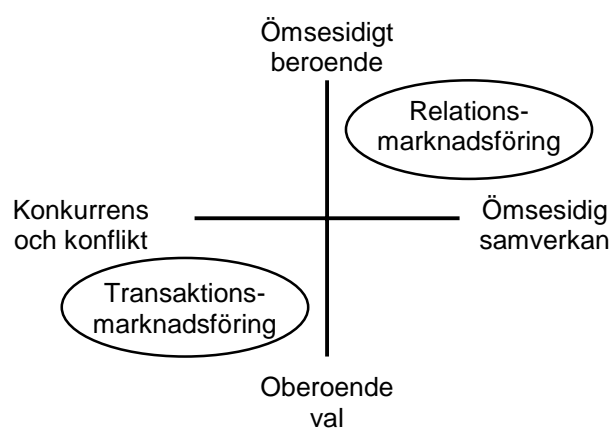 Ömsesidigt
beroende
Relations-
marknadsföring
Konkurrens
och konflikt
Ömsesidig
samverkan
Transaktions-
marknadsföring
Oberoende
val